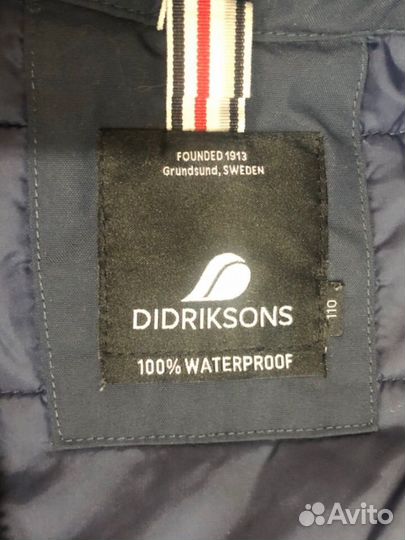 FOUNDED 1913
Grundsund, SWEDEN
DIDRIKSONS
110
100% WATERPROOF
Avito